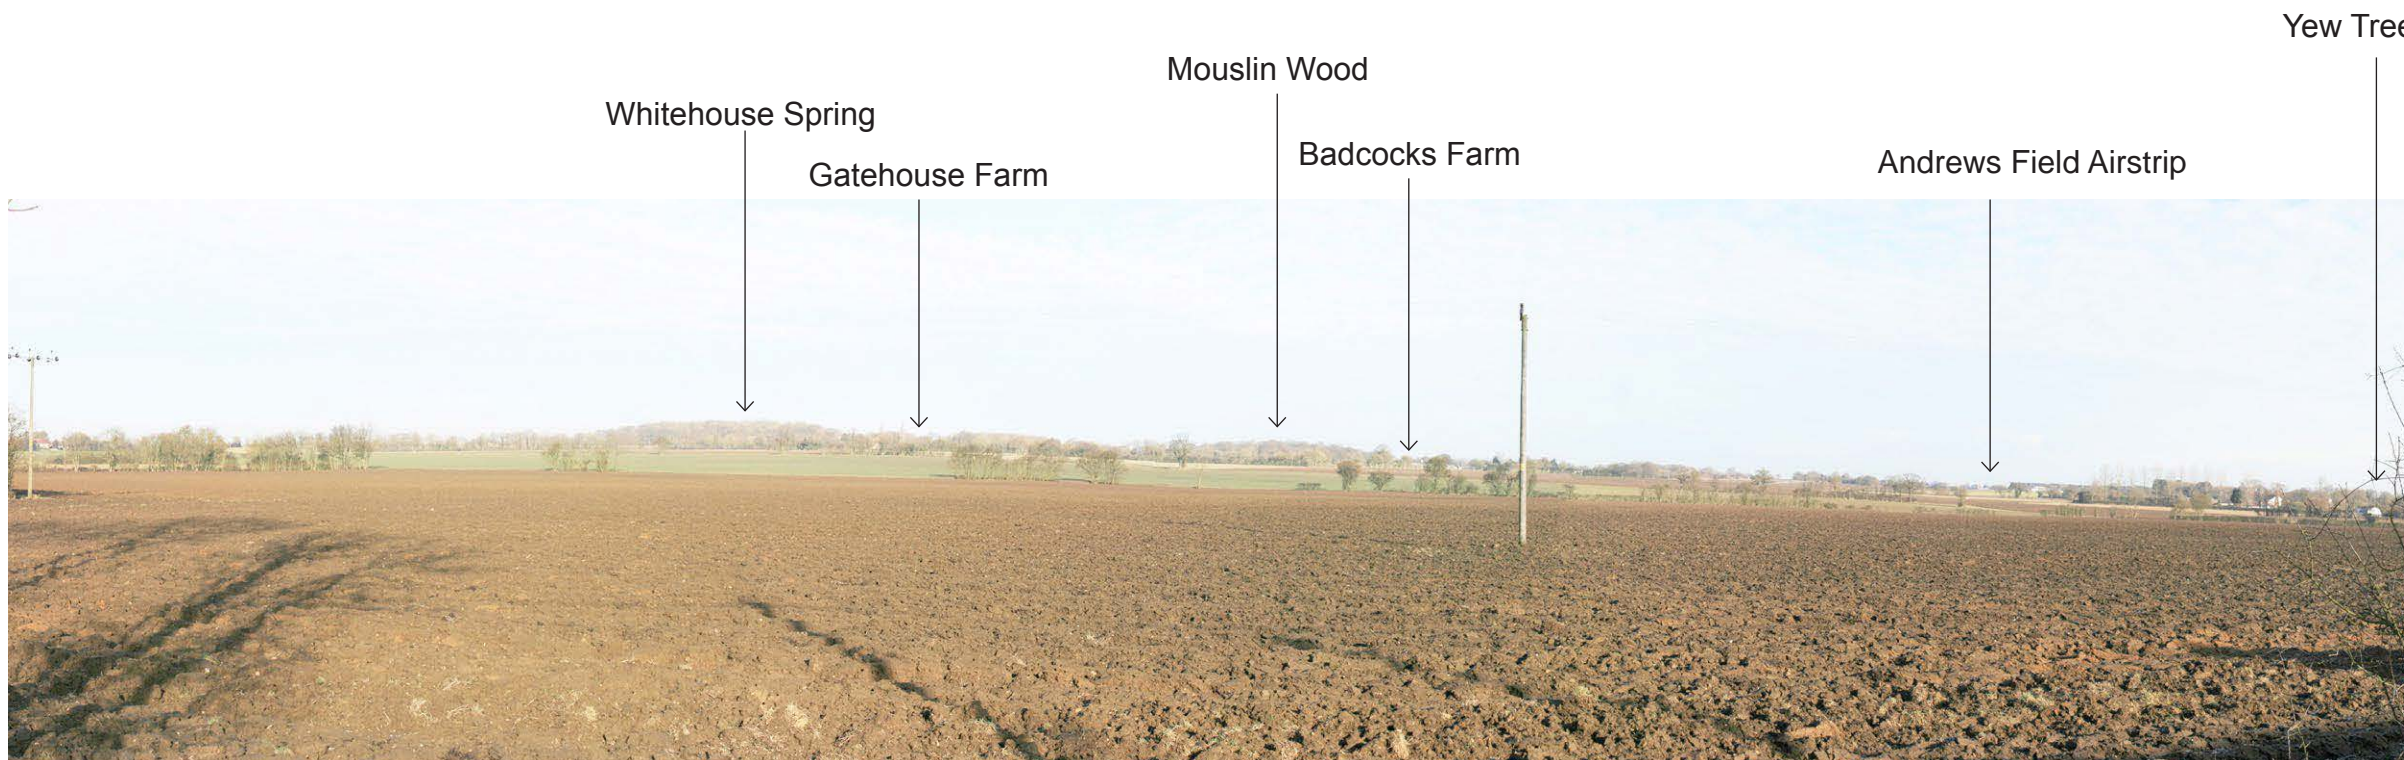 Yew Tree
Mouslin Wood
Whitehouse Spring
Badcocks Farm
Andrews Field Airstrip
Gatehouse Farm